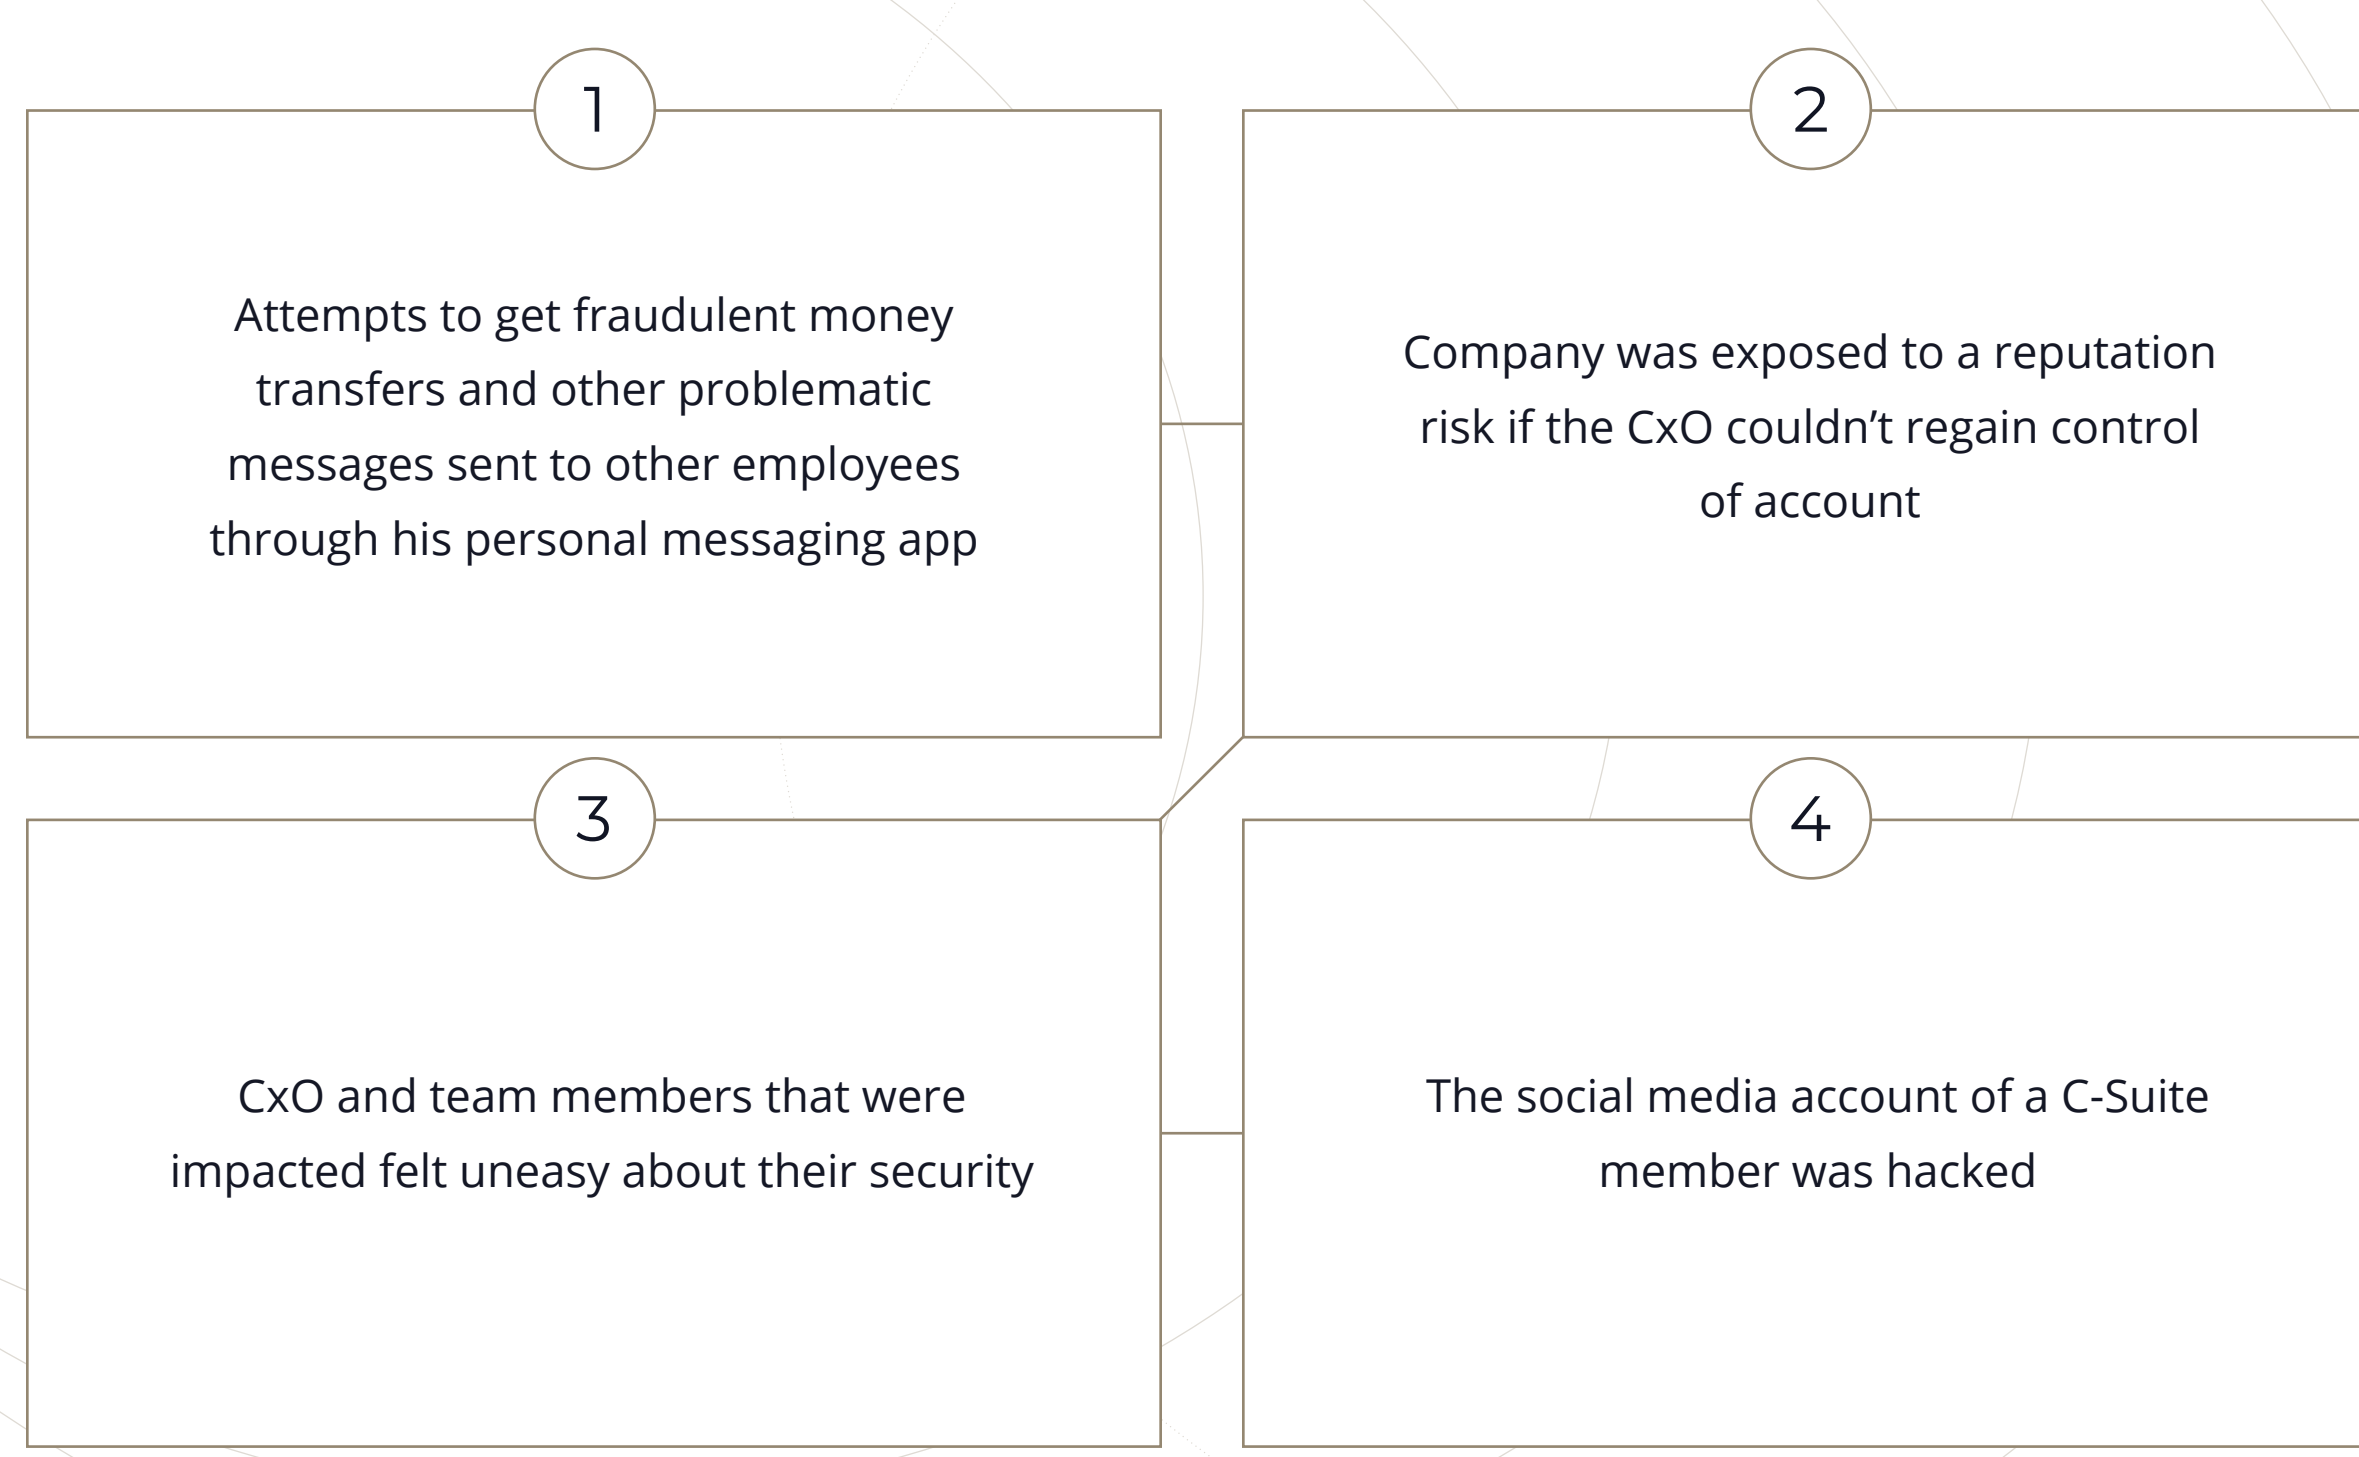 1
Attempts to get fraudulent money
transfers and other problematic
messages sent to other employees
through his personal messaging app
2
Company was exposed to a reputation
risk if the CxO couldn’t regain control
of account
3
CxO and team members that were
impacted felt uneasy about their security
4
The social media account of a C-Suite
member was hacked